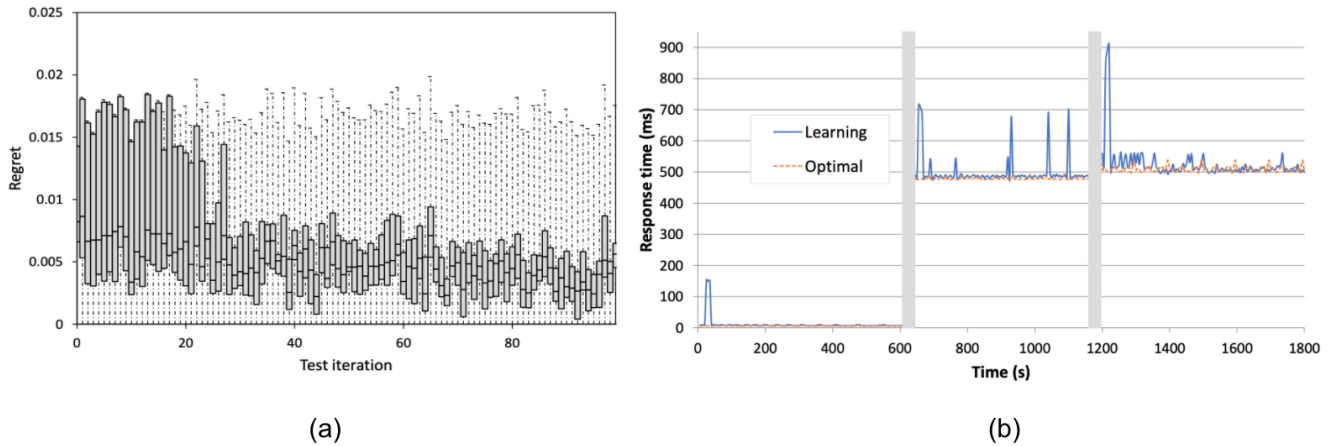 0.025
0.02
0.015
0.01
0.005
0
Regret
0 20 40 60 80
Test iteration
(a)
900
800
700
600
500
400
300
200
100
0
Response time (ms)
Learning
Optimal
0 200 400 600 800 1000 1200 1400 1600 1800
Time (s)
(b)